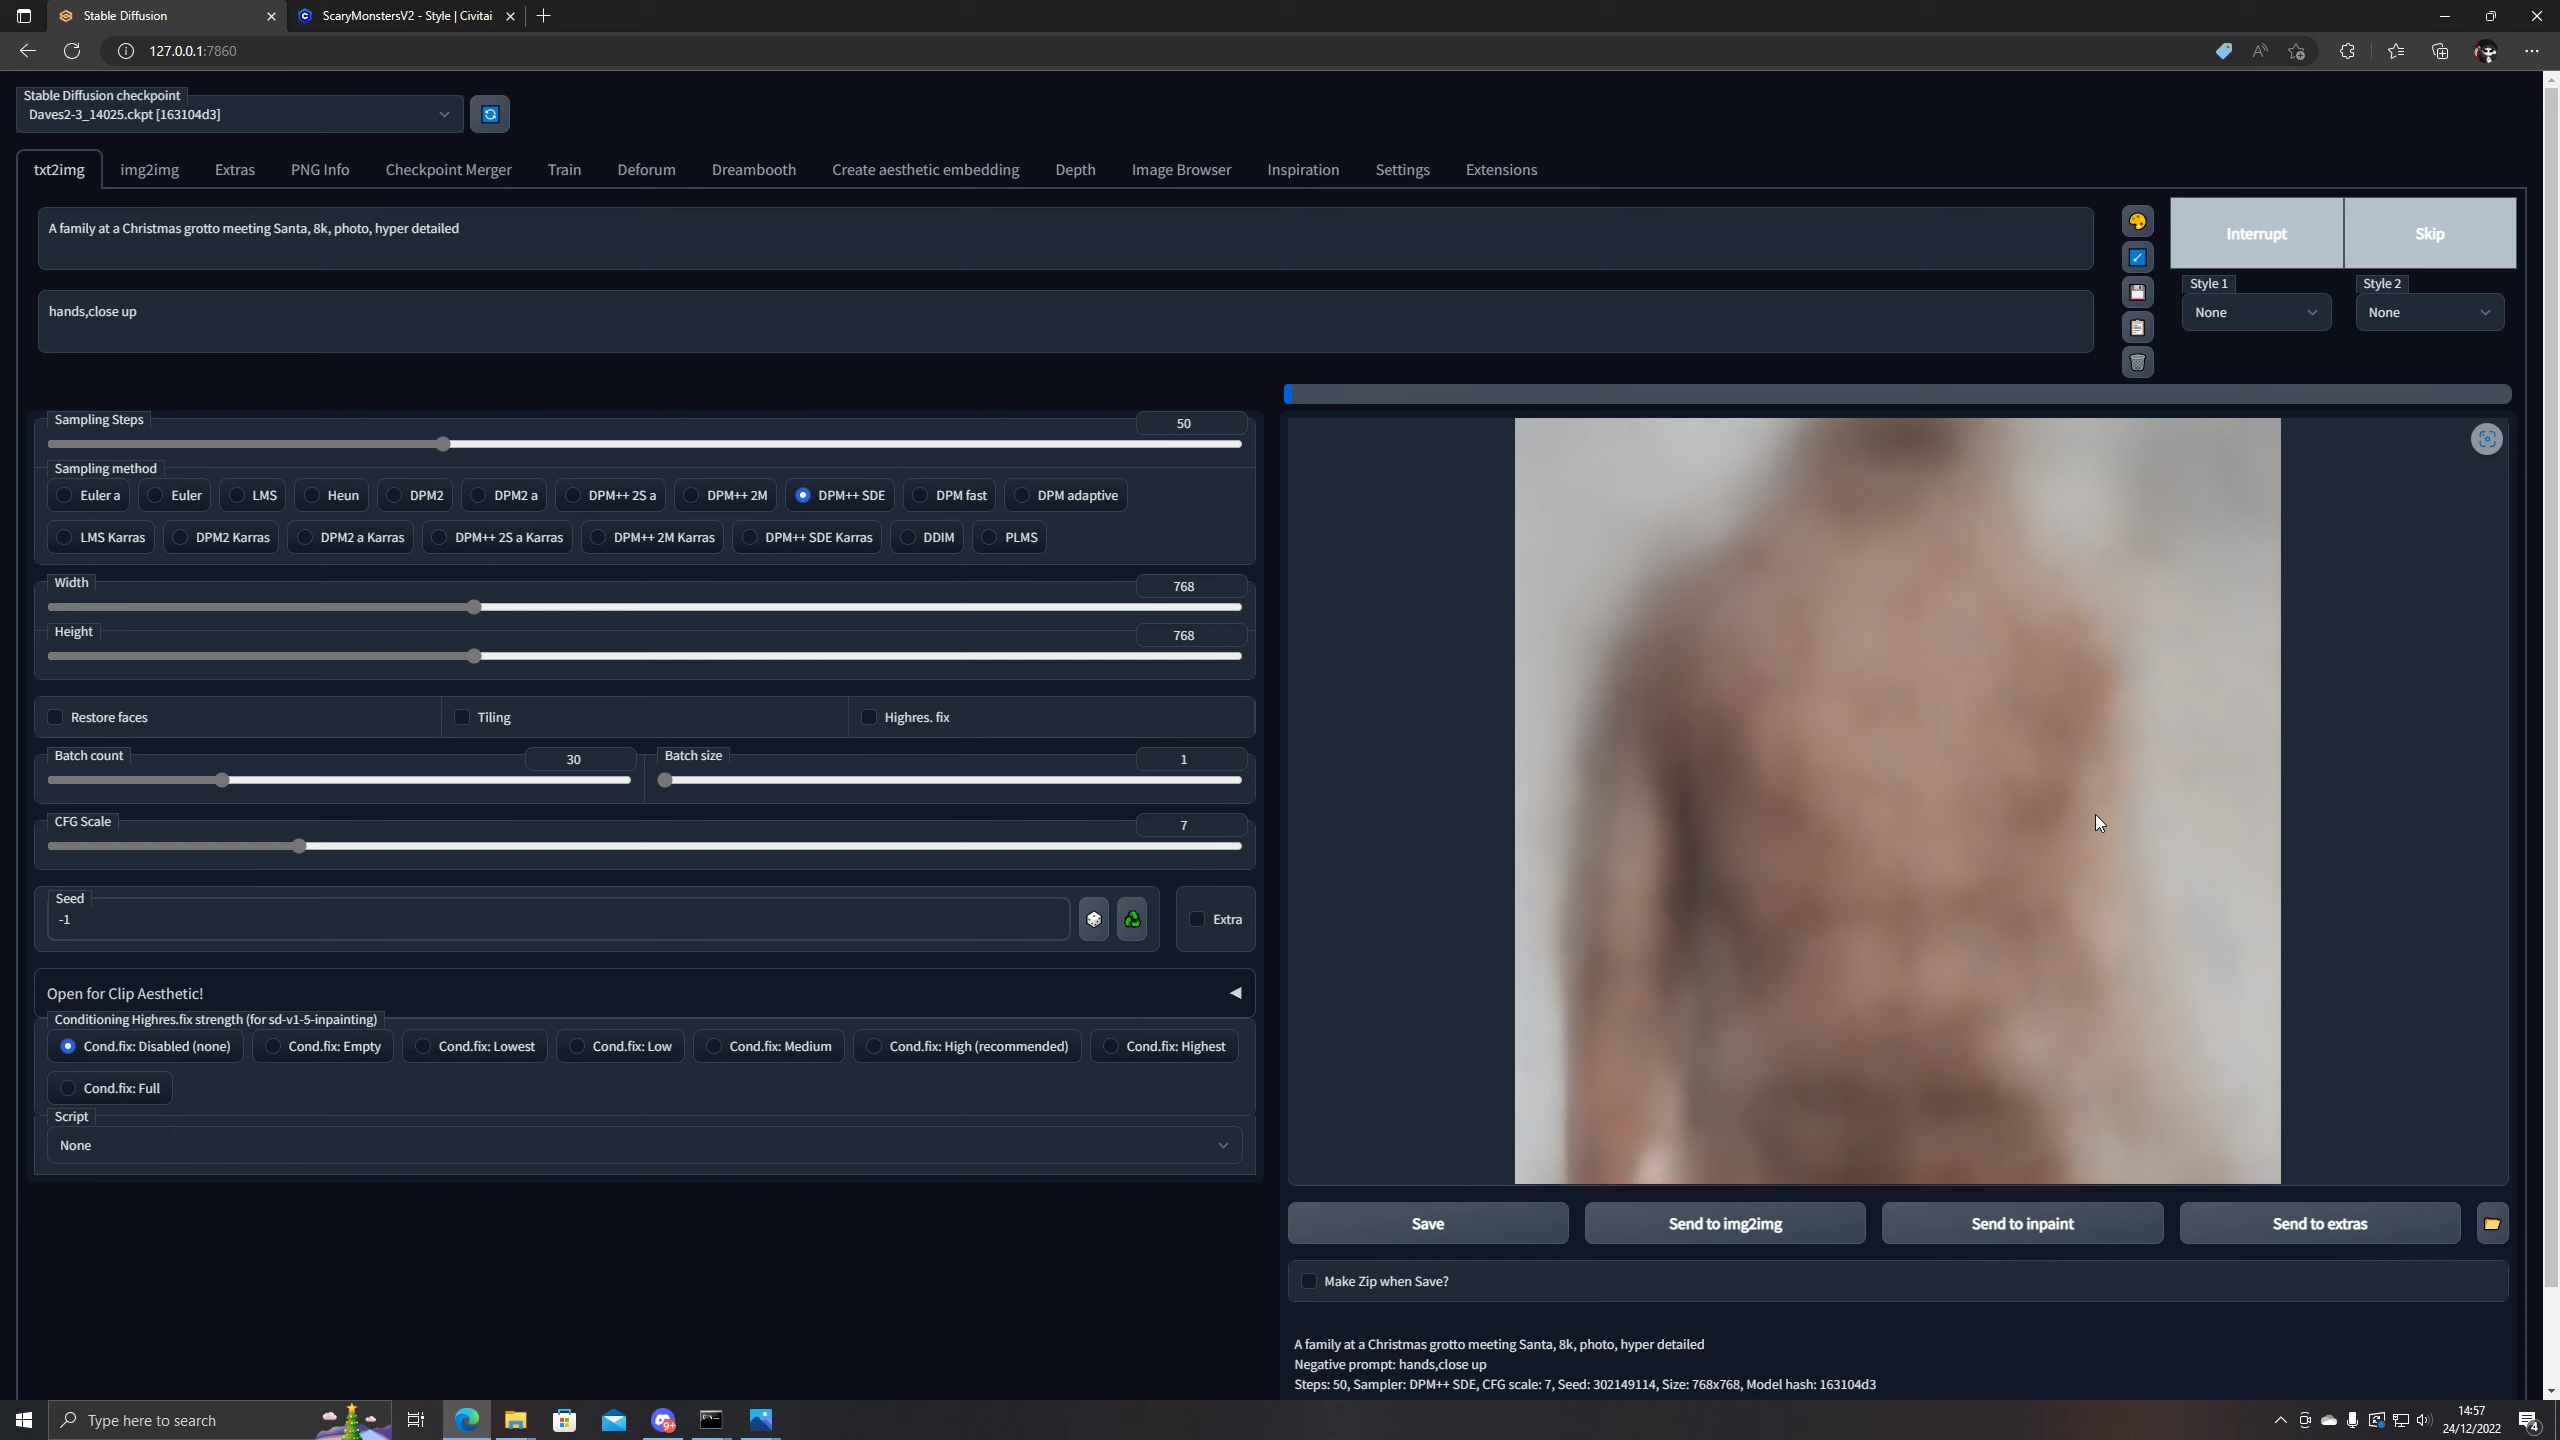 Stable Diffusion
ScaryMonstersV2 - Style | Civitai
127.0.0.1:7860
Stable Diffusion checkpoint
Daves2-3_14025.ckpt [163104d3]
txt2img img2img Extras PNG Info Checkpoint Merger Train Deforum Dreambooth Create aesthetic embedding Depth Image Browser Inspiration Settings Extensions
A family at a Christmas grotto meeting Santa, 8k, photo, hyper detailed
Interrupt Skip
Style 1 Style 2
None None
hands,close up
Sampling Steps 50
Sampling method
Euler a Euler LMS Heun DPM2 DPM2 a DPM++ 2S a DPM++ 2M DPM++ SDE DPM fast DPM adaptive
LMS Karras DPM2 Karras DPM2 a Karras DPM++ 2S a Karras DPM++ 2M Karras DPM++ SDE Karras DDIM PLMS
Width 768
Height 768
Restore faces Tiling Highres. fix
Batch count 30 Batch size 1
CFG Scale 7
Seed
-1
Extra
Open for Clip Aesthetic!
Conditioning Highres.fix strength (for sd-v1-5-inpainting)
Cond.fix: Disabled (none) Cond.fix: Empty Cond.fix: Lowest Cond.fix: Low Cond.fix: Medium Cond.fix: High (recommended) Cond.fix: Highest
Cond.fix: Full
Script
None
Save Send to img2img Send to inpaint Send to extras
Make Zip when Save?
A family at a Christmas grotto meeting Santa, 8k, photo, hyper detailed
Negative prompt: hands,close up
Steps: 50, Sampler: DPM++ SDE, CFG scale: 7, Seed: 302149114, Size: 768x768, Model hash: 163104d3
Type here to search
9+
14:57
24/12/2022
4